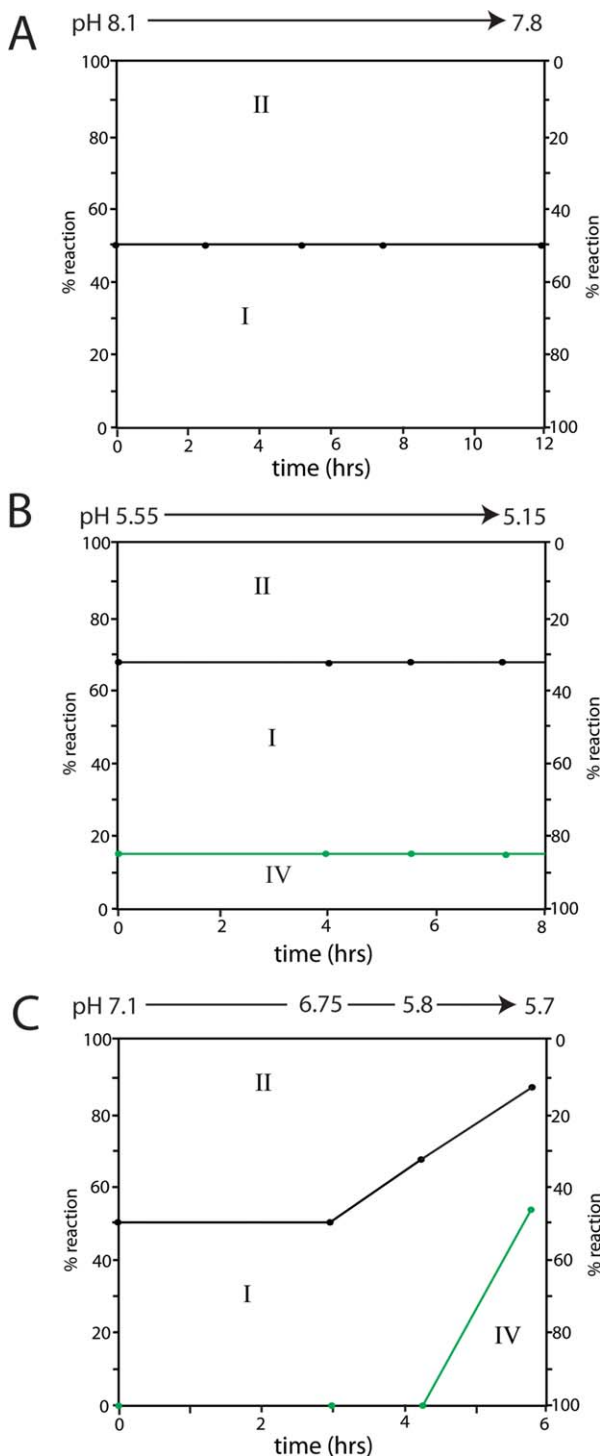 A
pH 8.1 7.8
100 0
II
80 20
60 40
% reaction % reaction
40 60
I
20 80
0 100
0 2 4 6 8 10 12
time (hrs)
B
pH 5.55 5.15
100 0
II
80 20
60 40
I
% reaction % reaction
40 60
20 80
IV
0 100
0 2 4 6 8
time (hrs)
C
pH 7.1 6.75 5.8 5.7
100 0
II
80 20
60 40
% reaction % reaction
40 60
I
20 80
IV
0 100
0 2 4 6
time (hrs)